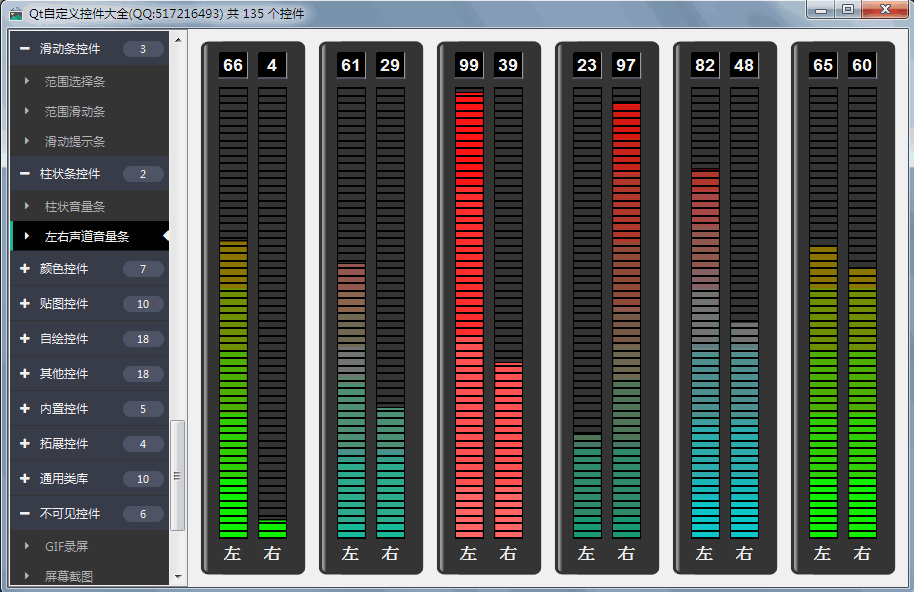 Qt自定义控件大全(QQ:517216493) 共 135 个控件
滑动条控件 3
范围选择条
范围滑动条
滑动提示条
柱状条控件 2
柱状音量条
左右声道音量条
颜色控件 7
贴图控件 10
自绘控件 18
其他控件 18
内置控件 5
拓展控件 4
通用类库 10
不可见控件 6
GIF录屏
屏幕截图
66 4 61 29 99 39 23 97 82 48 65 60
左 右 左 右 左 右 左 右 左 右 左 右